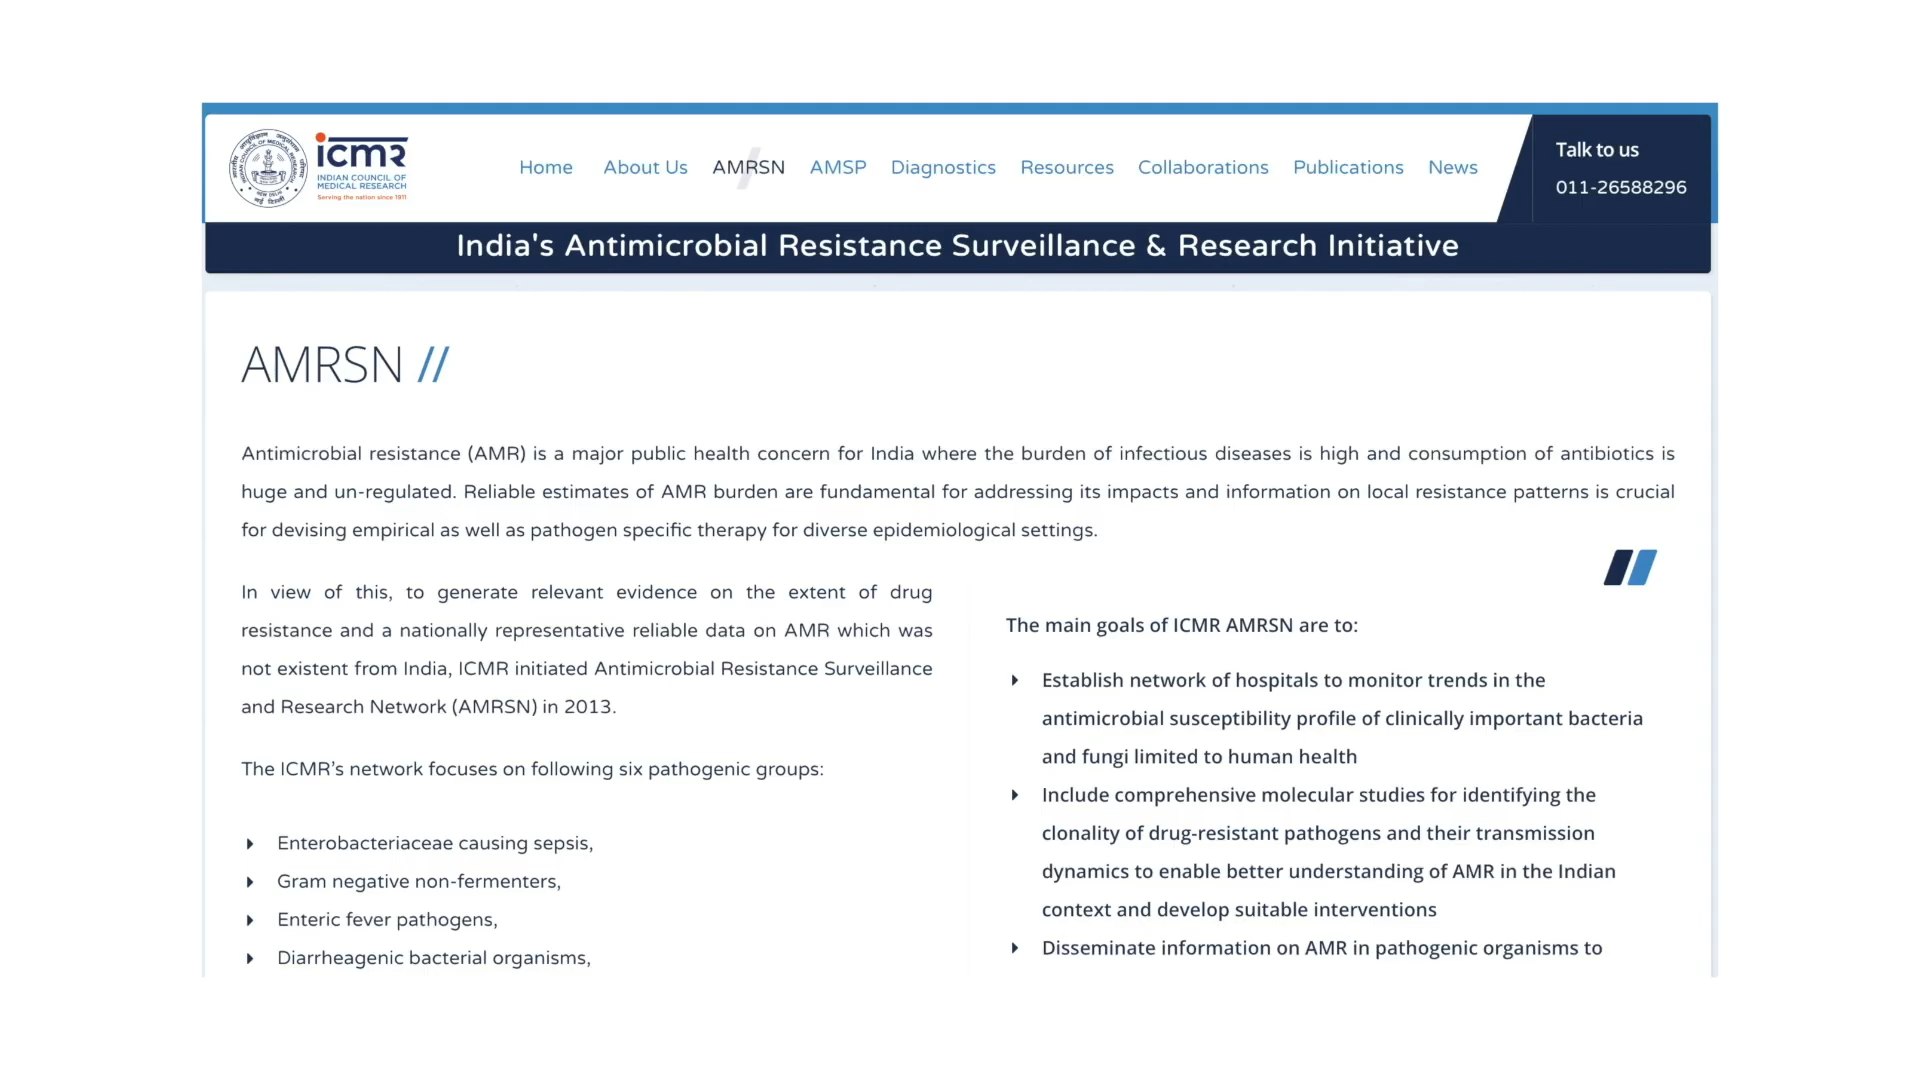 icmr
INDIAN COUNCIL OF
MEDICAL RESEARCH
Serving the nation since 1911
Home About Us AMRSN AMSP Diagnostics Resources Collaborations Publications News
Talk to us
011-26588296
India's Antimicrobial Resistance Surveillance & Research Initiative
AMRSN //
Antimicrobial resistance (AMR) is a major public health concern for India where the burden of infectious diseases is high and consumption of antibiotics is
huge and un-regulated. Reliable estimates of AMR burden are fundamental for addressing its impacts and information on local resistance patterns is crucial
for devising empirical as well as pathogen specific therapy for diverse epidemiological settings.
In view of this, to generate relevant evidence on the extent of drug
resistance and a nationally representative reliable data on AMR which was
not existent from India, ICMR initiated Antimicrobial Resistance Surveillance
and Research Network (AMRSN) in 2013.
The ICMR’s network focuses on following six pathogenic groups:
Enterobacteriaceae causing sepsis,
Gram negative non-fermenters,
Enteric fever pathogens,
Diarrheagenic bacterial organisms,
The main goals of ICMR AMRSN are to:
Establish network of hospitals to monitor trends in the
antimicrobial susceptibility profile of clinically important bacteria
and fungi limited to human health
Include comprehensive molecular studies for identifying the
clonality of drug-resistant pathogens and their transmission
dynamics to enable better understanding of AMR in the Indian
context and develop suitable interventions
Disseminate information on AMR in pathogenic organisms to